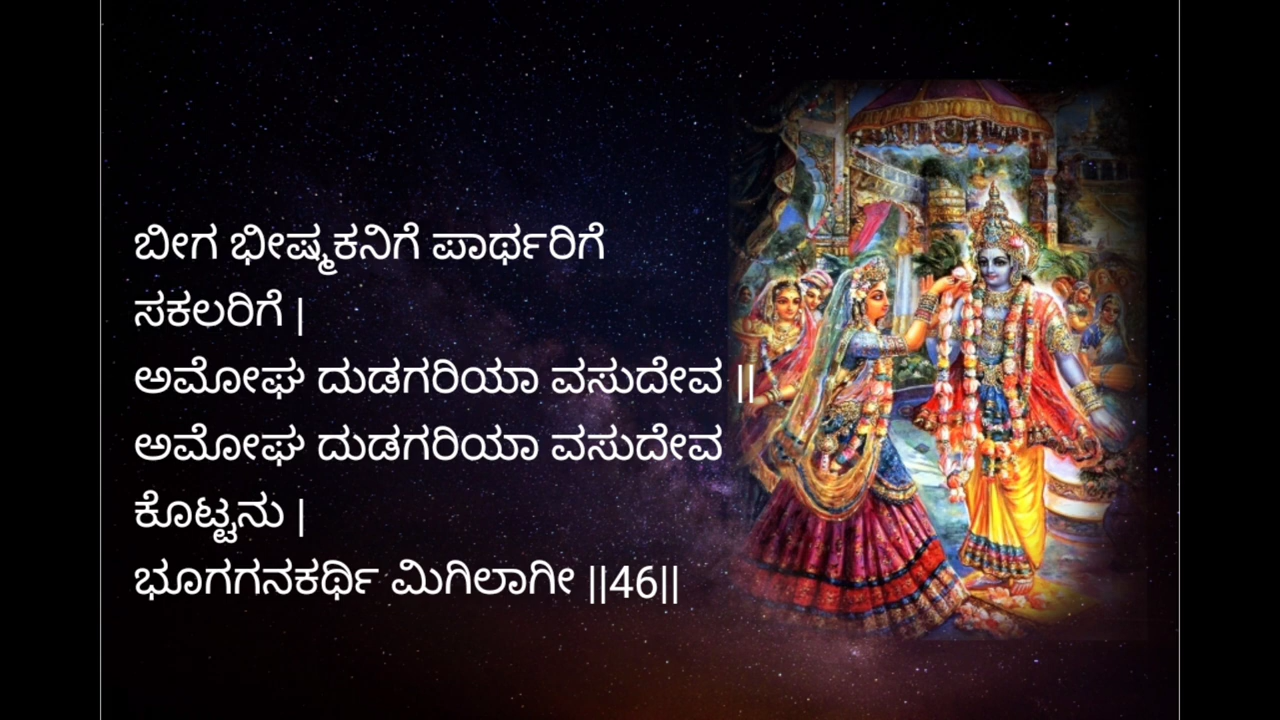 ಬೀಗ ಭೀಷ್ಮಕನಿಗೆ ಪಾರ್ಥರಿಗೆ
ಸಕಲರಿಗೆ |
ಅಮೋಘ ದುಡಗರಿಯಾ ವಸುದೇವ ||
ಅಮೋಘ ದುಡಗರಿಯಾ ವಸುದೇವ
ಕೊಟ್ಟನು |
ಭೂಗಗನಕರ್ಥಿ ಮಿಗಿಲಾಗೀ ||46||